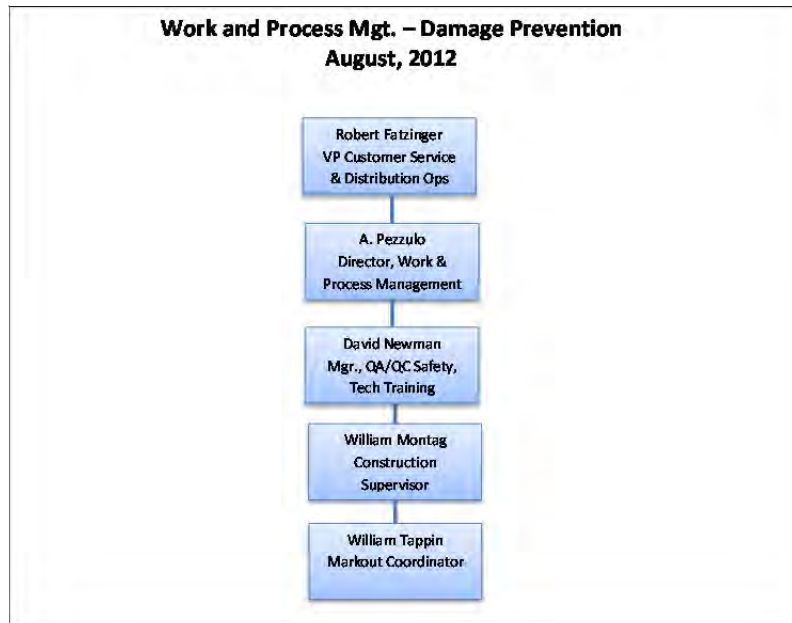 Work and Process Mgt. – Damage Prevention
August, 2012
Robert Fatzinger
VP Customer Service
& Distribution Ops
A. Pezzulo
Director, Work &
Process Management
David Newman
Mgr., QA/QC Safety,
Tech Training
William Montag
Construction
Supervisor
William Tappin
Markout Coordinator